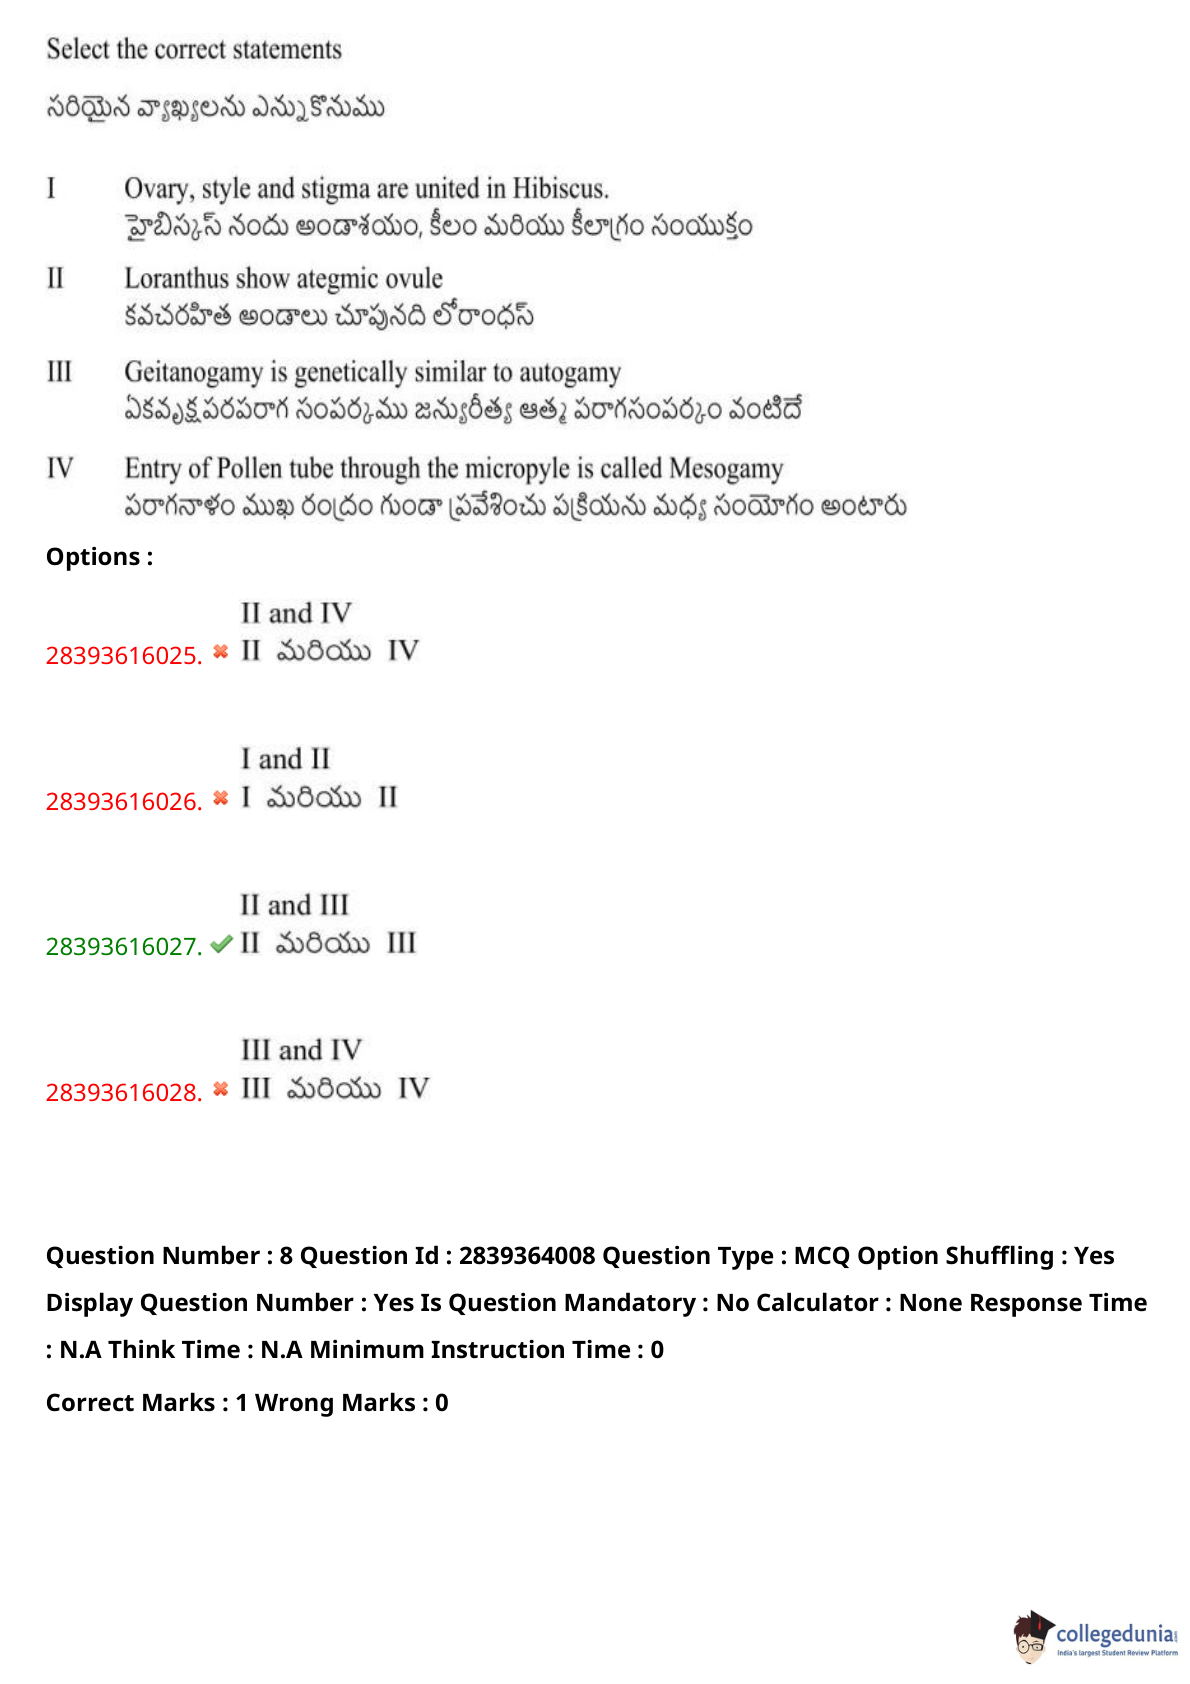 Select the correct statements
సరియైన వ్యాఖ్యలను ఎన్నుకొనుము
I Ovary, style and stigma are united in Hibiscus.
హైబిస్కస్ నందు అండాశయం, కీలం మరియు కీలాగ్రం సంయుక్తం
II Loranthus show ategmic ovule
కవచరహిత అండాలు చూపునది లోరాంథస్
III Geitanogamy is genetically similar to autogamy
ఏకవృక్షపరపరాగ సంపర్కము జన్యురీత్య ఆత్మ పరాగసంపర్కం వంటిదే
IV Entry of Pollen tube through the micropyle is called Mesogamy
పరాగనాళం ముఖ రంద్రం గుండా ప్రవేశించు పక్రియను మధ్య సంయోగం అంటారు
Options :
II and IV
28393616025. II మరియు IV
I and II
28393616026. I మరియు II
II and III
28393616027. II మరియు III
III and IV
28393616028. III మరియు IV
Question Number : 8 Question Id : 2839364008 Question Type : MCQ Option Shuffling : Yes
Display Question Number : Yes Is Question Mandatory : No Calculator : None Response Time
: N.A Think Time : N.A Minimum Instruction Time : 0
Correct Marks : 1 Wrong Marks : 0
collegedunia
India's largest Student Review Platform